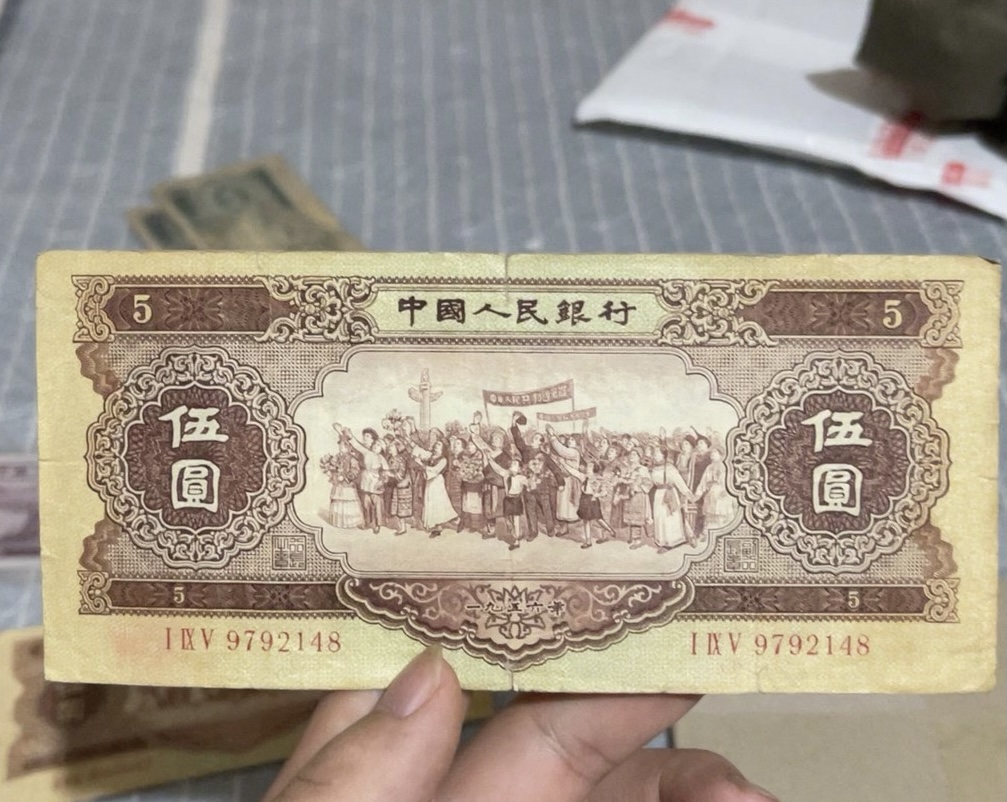 5 中國人民銀行 5
伍圓 伍圓
5 一九五六年 5
I IX V 9792148 I IX V 9792148